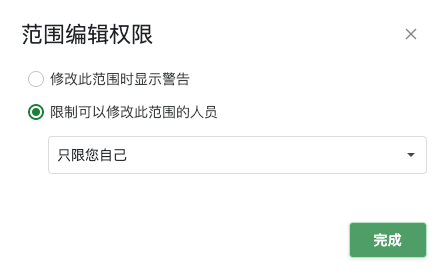 范围编辑权限
修改此范围时显示警告
限制可以修改此范围的人员
只限您自己
完成